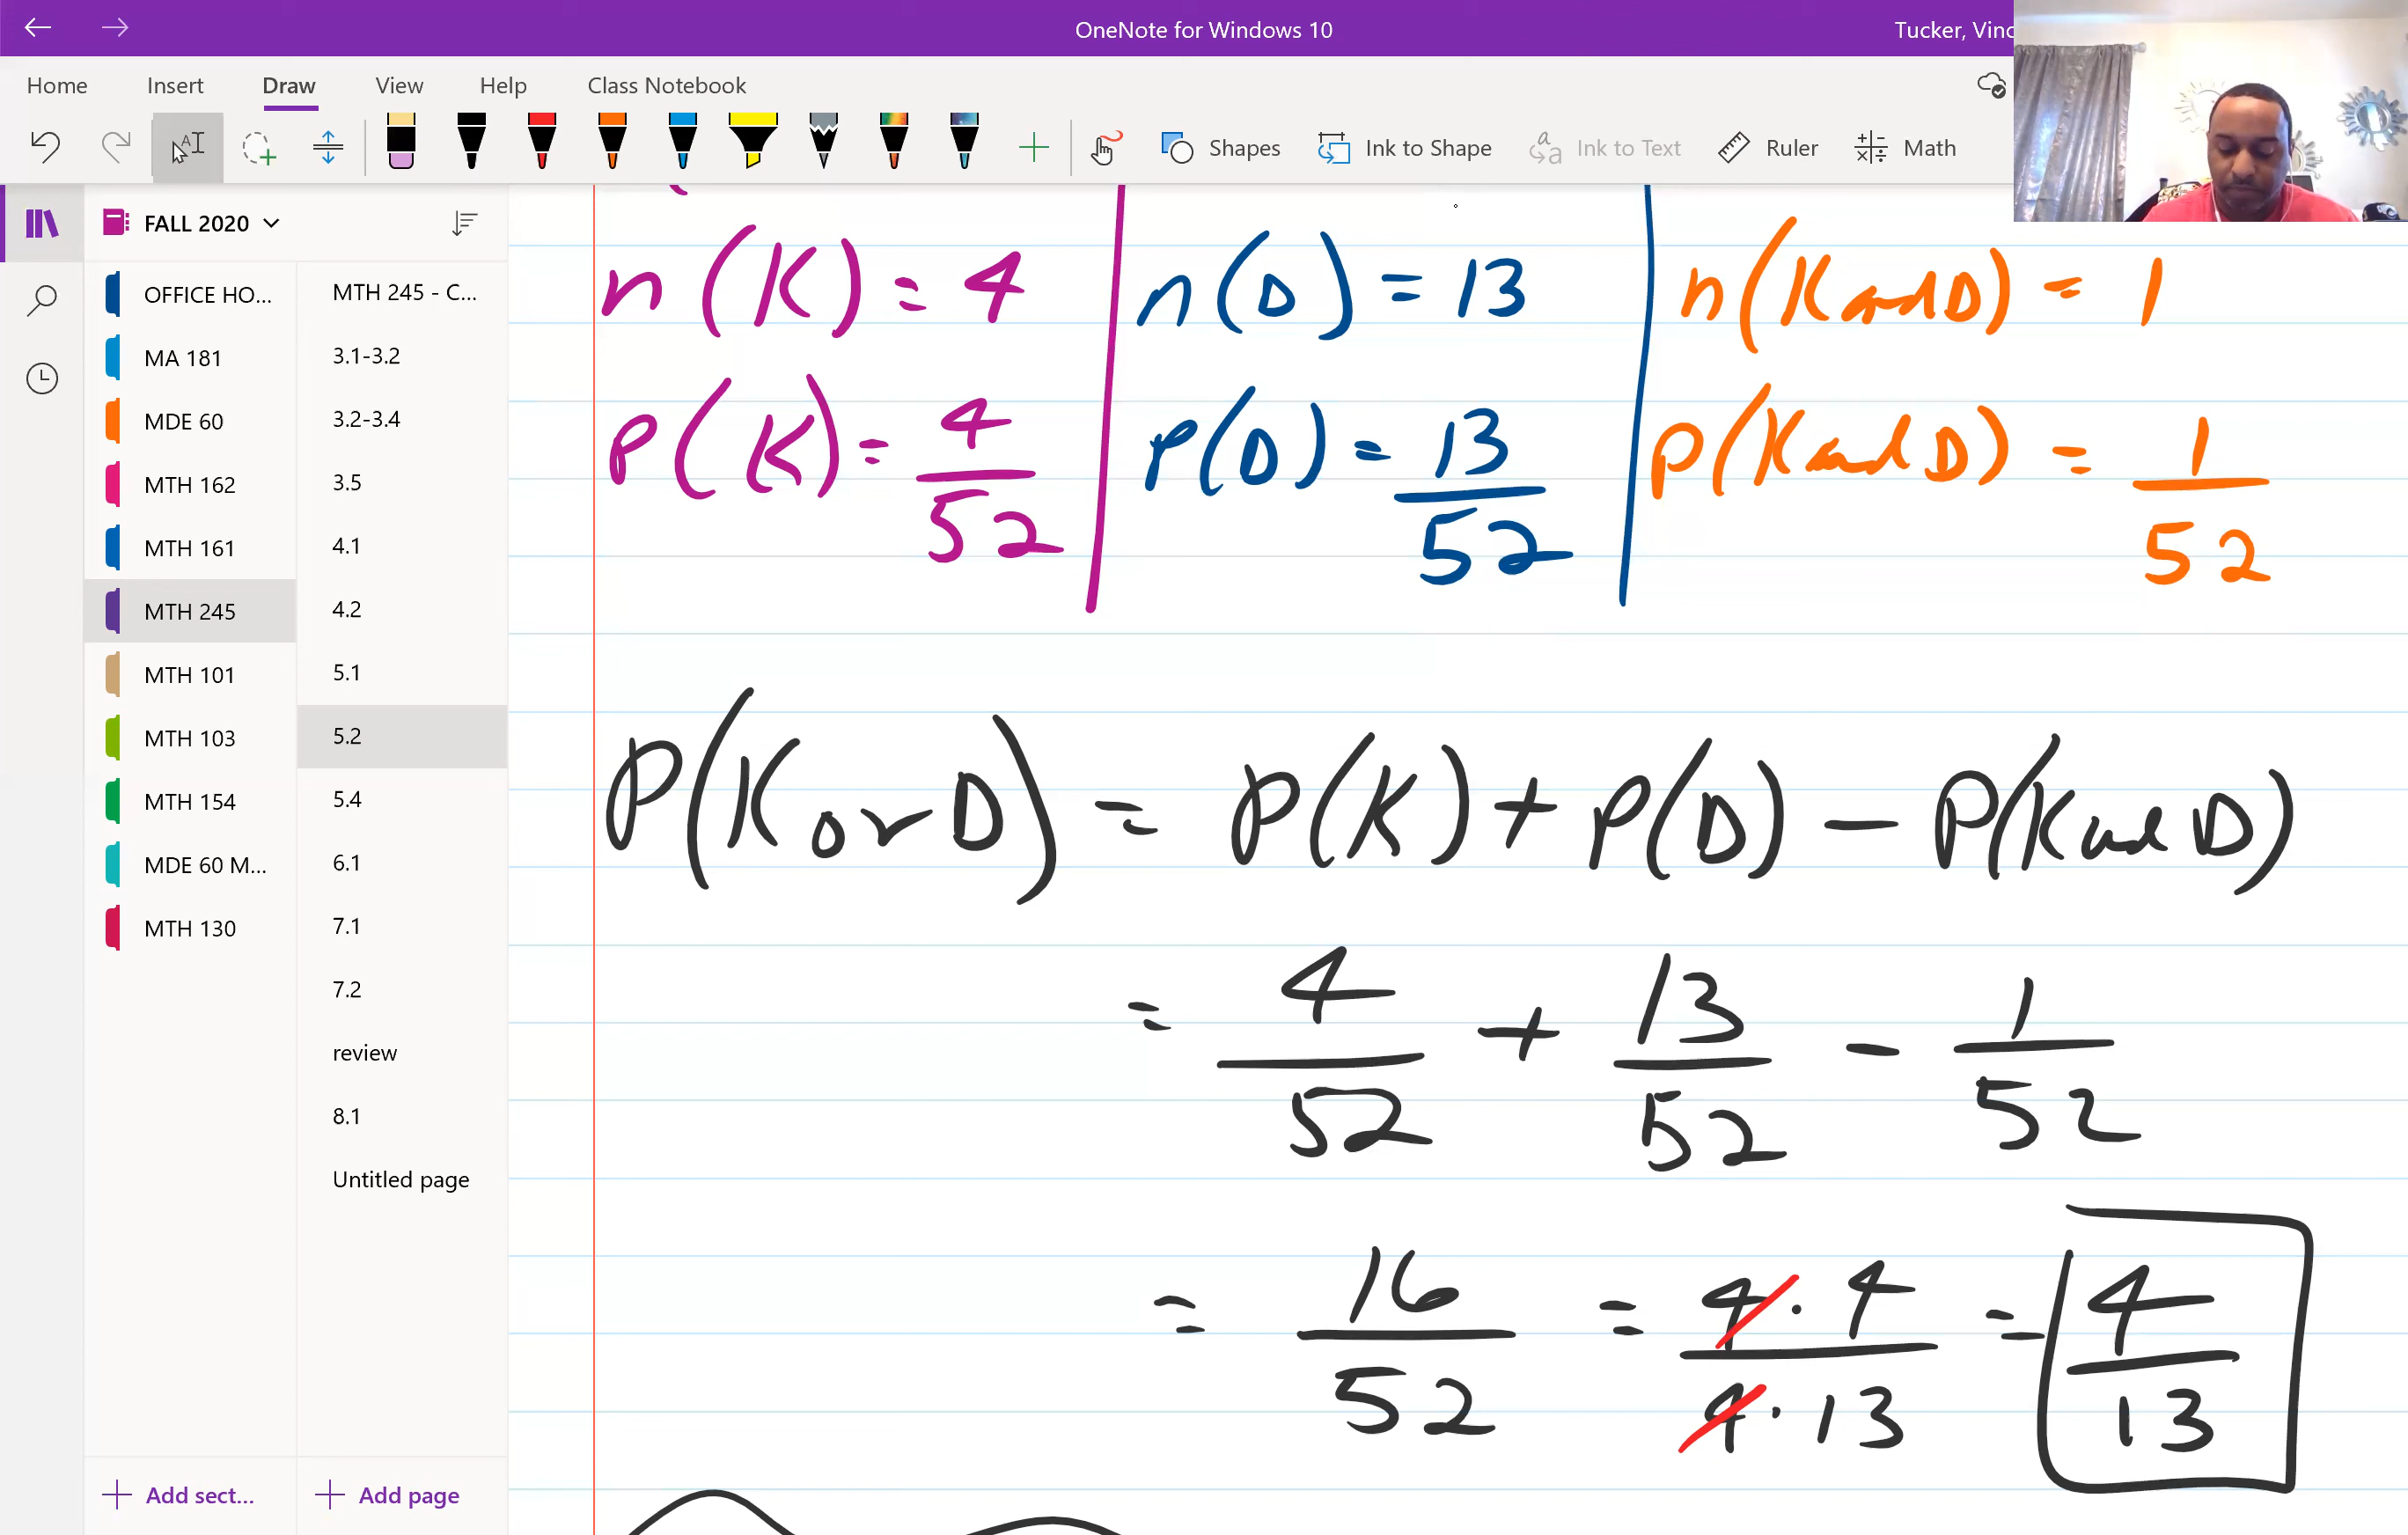 OneNote for Windows 10
Tucker, Vinc
Home Insert Draw View Help Class Notebook
Shapes Ink to Shape Ink to Text Ruler Math
FALL 2020
OFFICE HO...
MA 181
MDE 60
MTH 162
MTH 161
MTH 245
MTH 101
MTH 103
MTH 154
MDE 60 M...
MTH 130
Add sect...
MTH 245 - C...
3.1-3.2
3.2-3.4
3.5
4.1
4.2
5.1
5.2
5.4
6.1
7.1
7.2
review
8.1
Untitled page
Add page
n(K) = 4
P(K) = 4/52
n(D) = 13
P(D) = 13/52
n(K and D) = 1
P(K and D) = 1/52
P(K or D) = P(K) + P(D) - P(K and D)
= 4/52 + 13/52 - 1/52
= 16/52 = 4·4/4·13 = 4/13